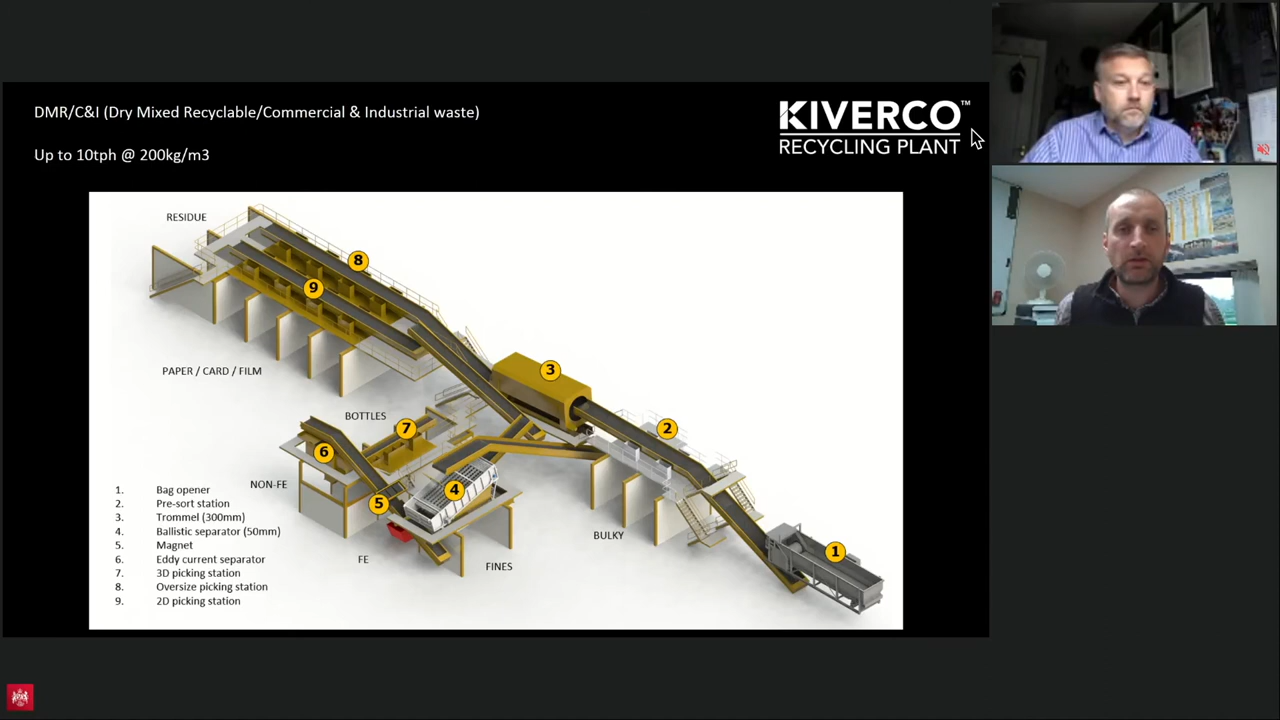 DMR/C&I (Dry Mixed Recyclable/Commercial & Industrial waste)
Up to 10tph @ 200kg/m3
KIVERCO™
RECYCLING PLANT
RESIDUE
8
9
3
PAPER / CARD / FILM
BOTTLES
7
2
6
NON-FE
5
4
BULKY
1
FE
FINES
1. Bag opener
2. Pre-sort station
3. Trommel (300mm)
4. Ballistic separator (50mm)
5. Magnet
6. Eddy current separator
7. 3D picking station
8. Oversize picking station
9. 2D picking station